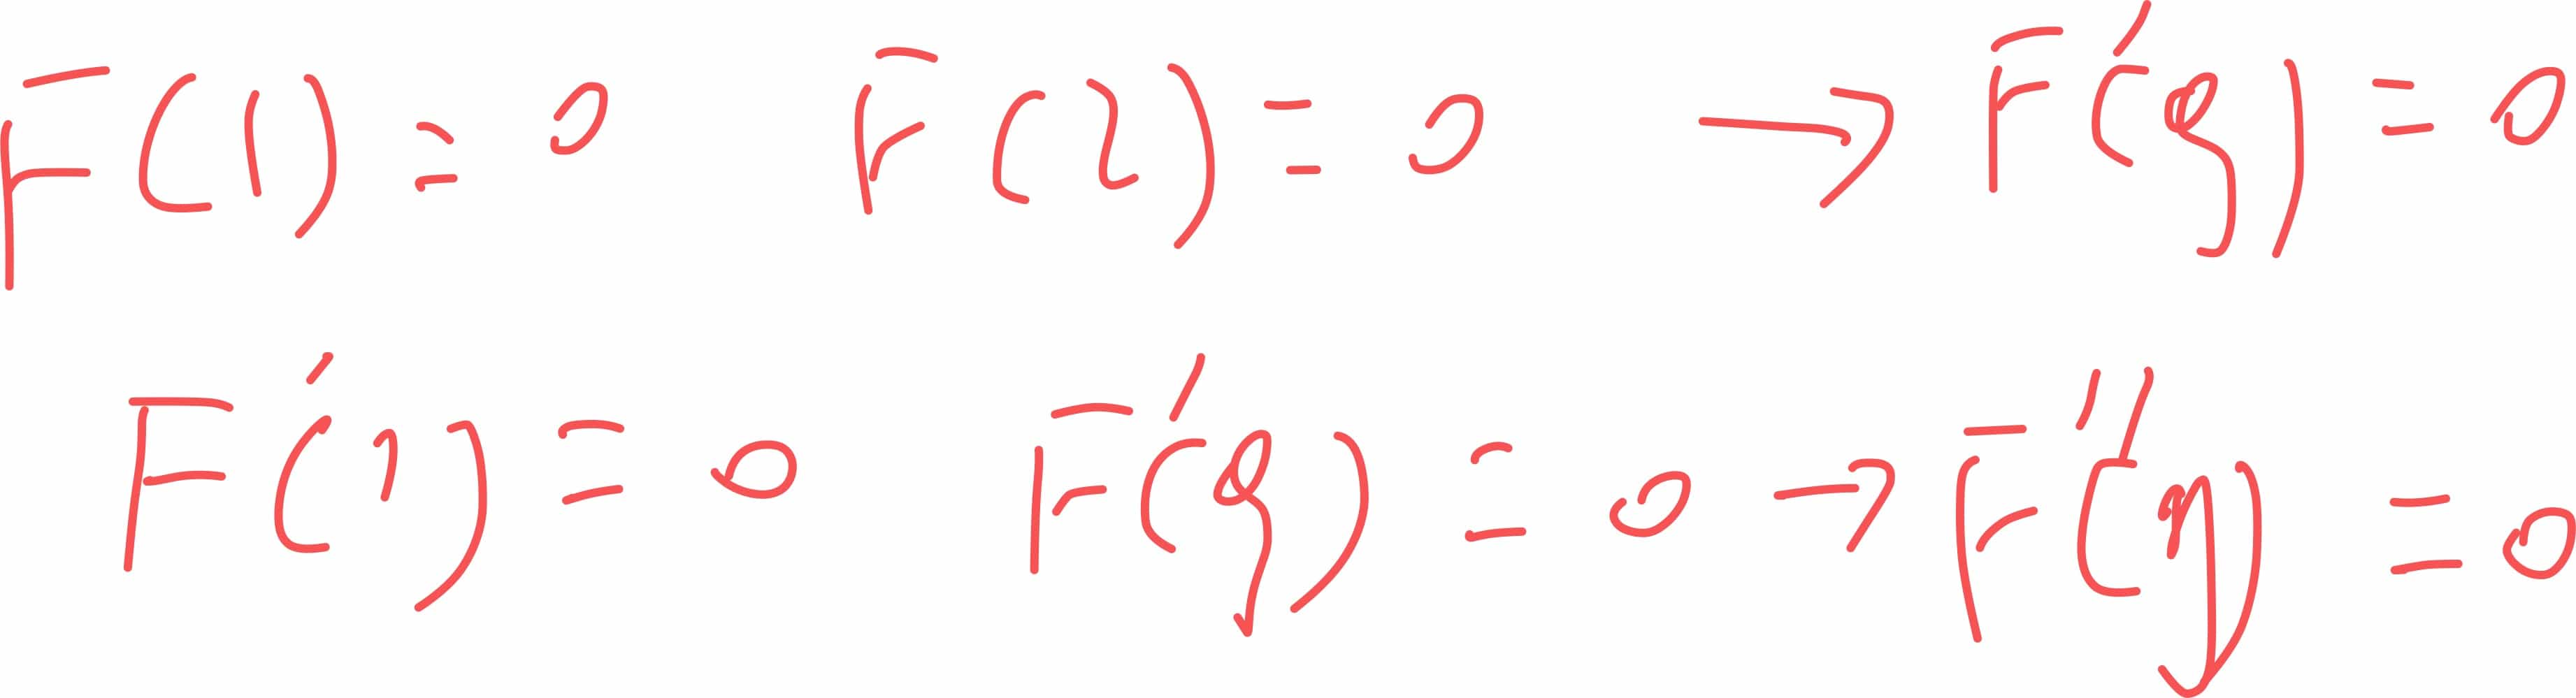 F(1) = 0 F(2) = 0 → F'(ξ) = 0
F'(1) = 0 F'(ξ) = 0 → F''(η) = 0